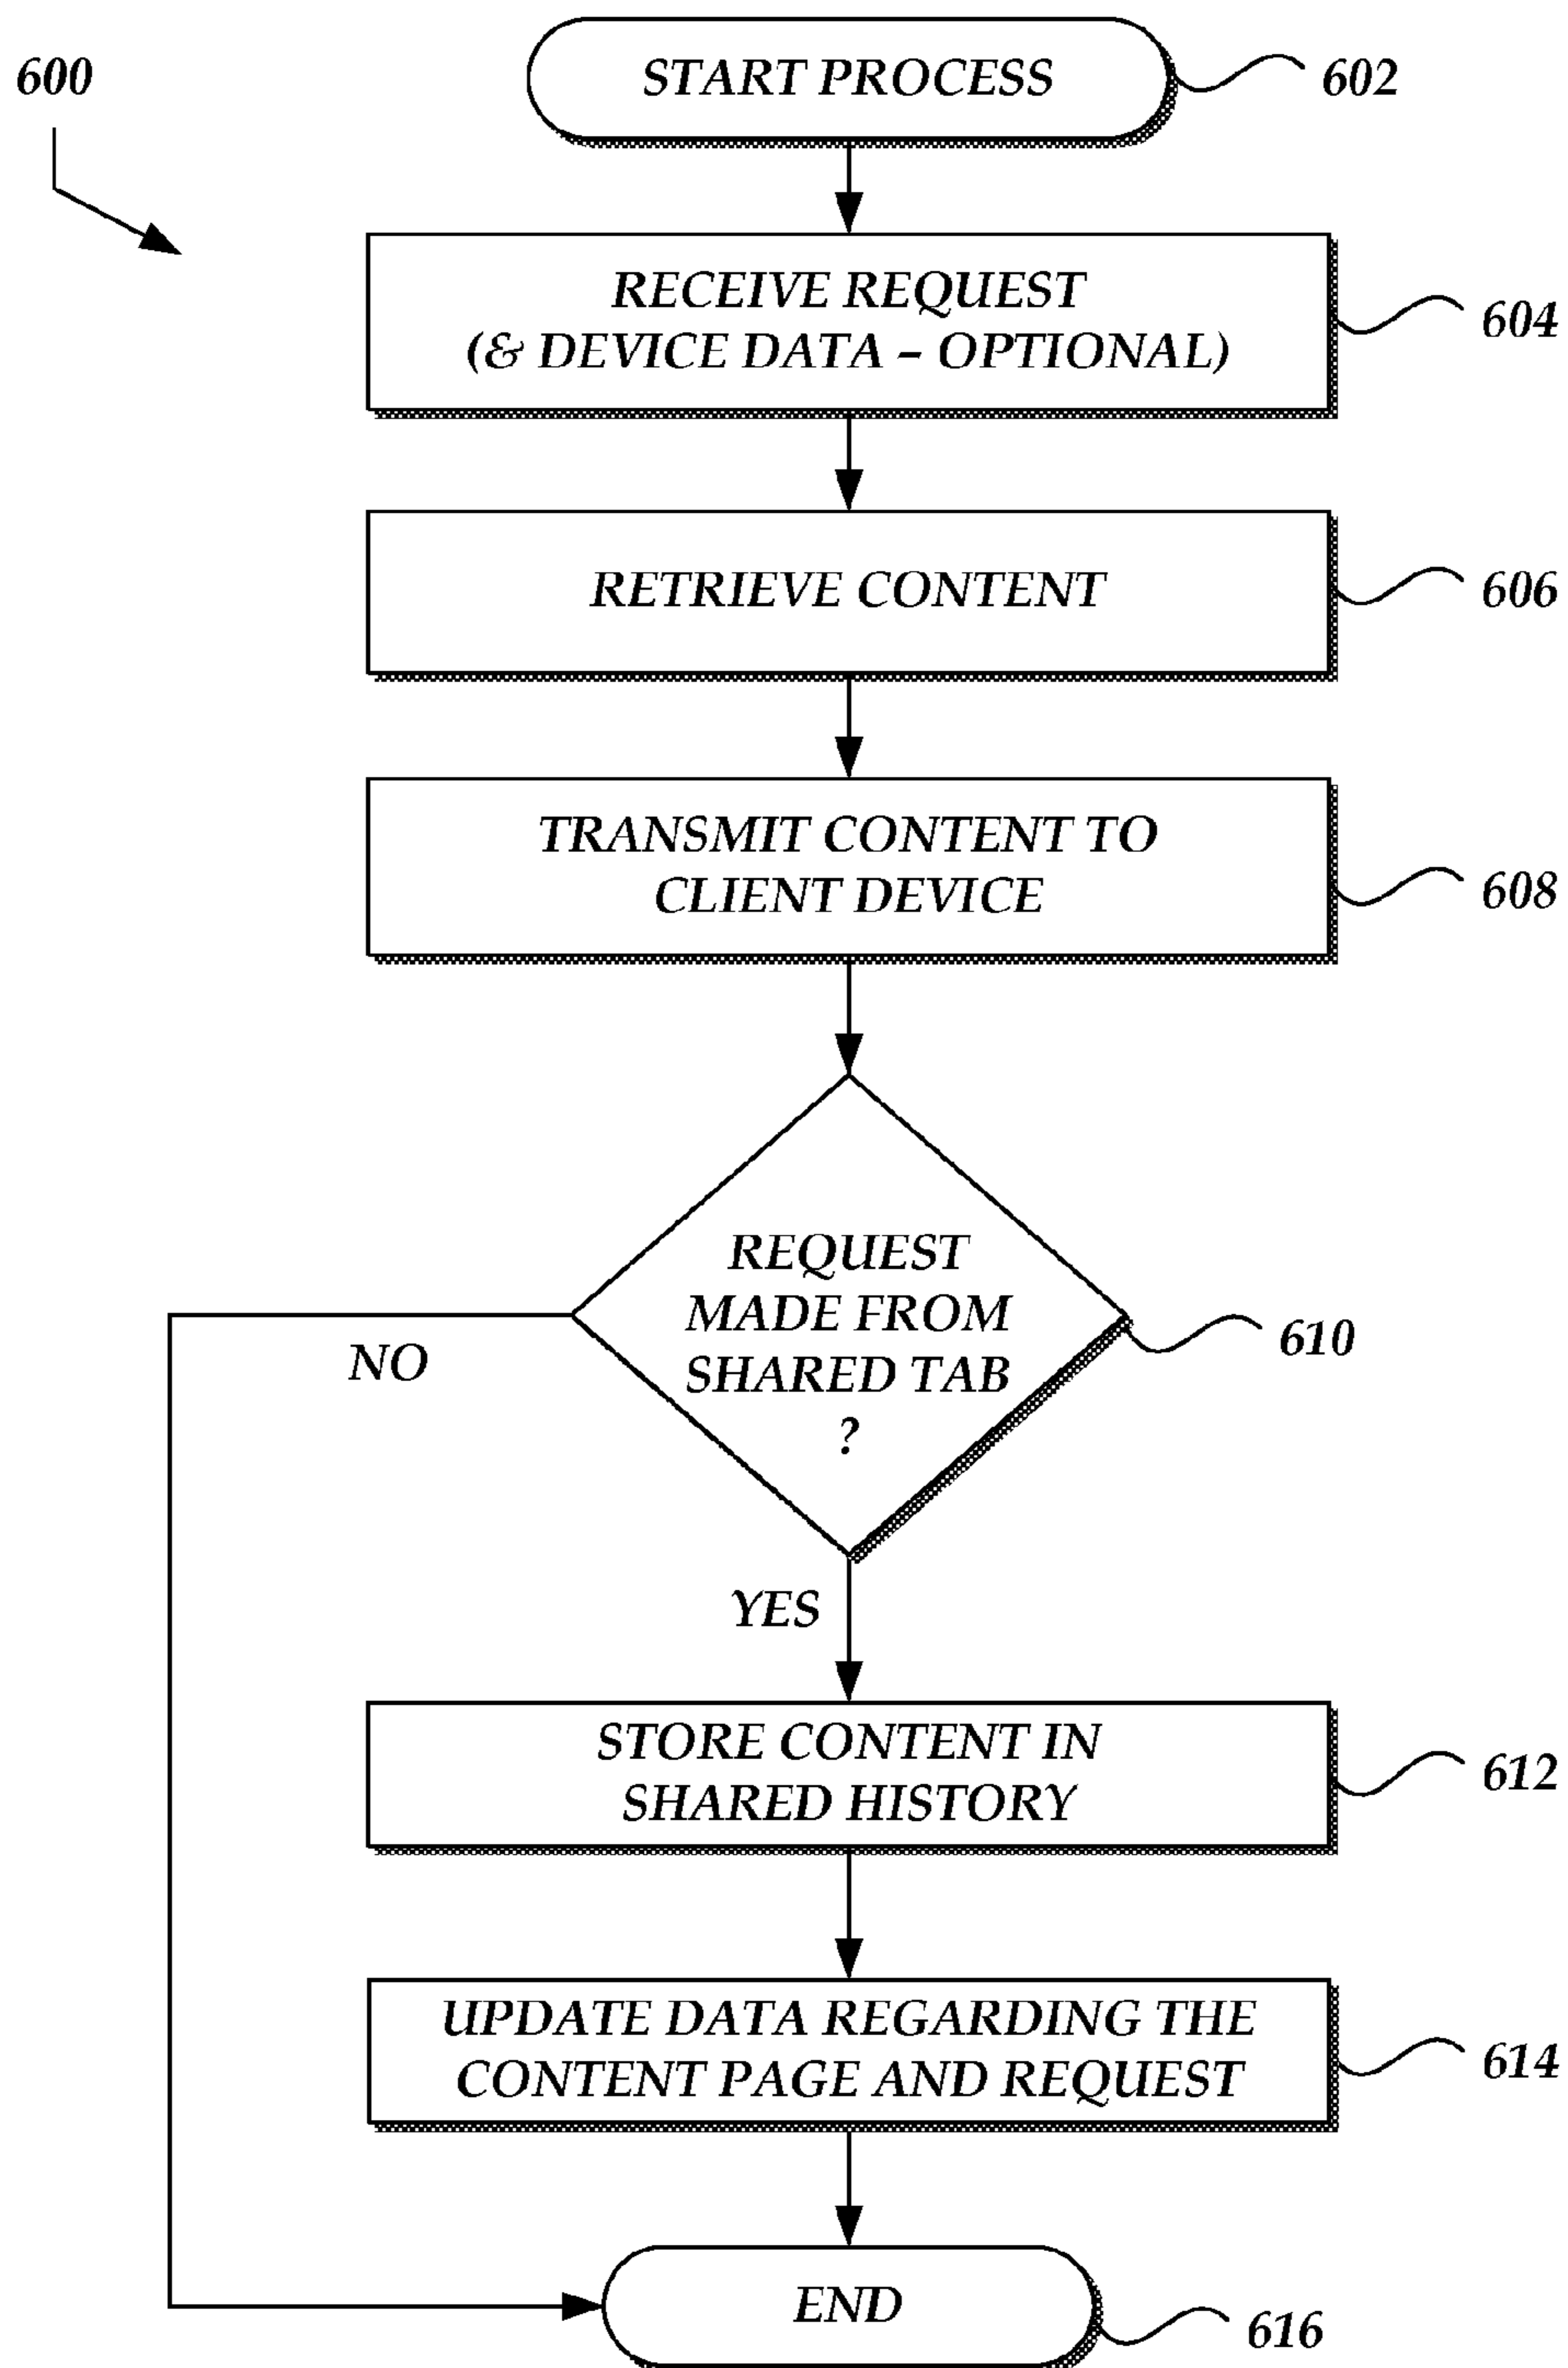 600
START PROCESS
602
RECEIVE REQUEST
(& DEVICE DATA – OPTIONAL)
604
RETRIEVE CONTENT
606
TRANSMIT CONTENT TO
CLIENT DEVICE
608
REQUEST
MADE FROM
SHARED TAB
?
610
NO
YES
STORE CONTENT IN
SHARED HISTORY
612
UPDATE DATA REGARDING THE
CONTENT PAGE AND REQUEST
614
END
616